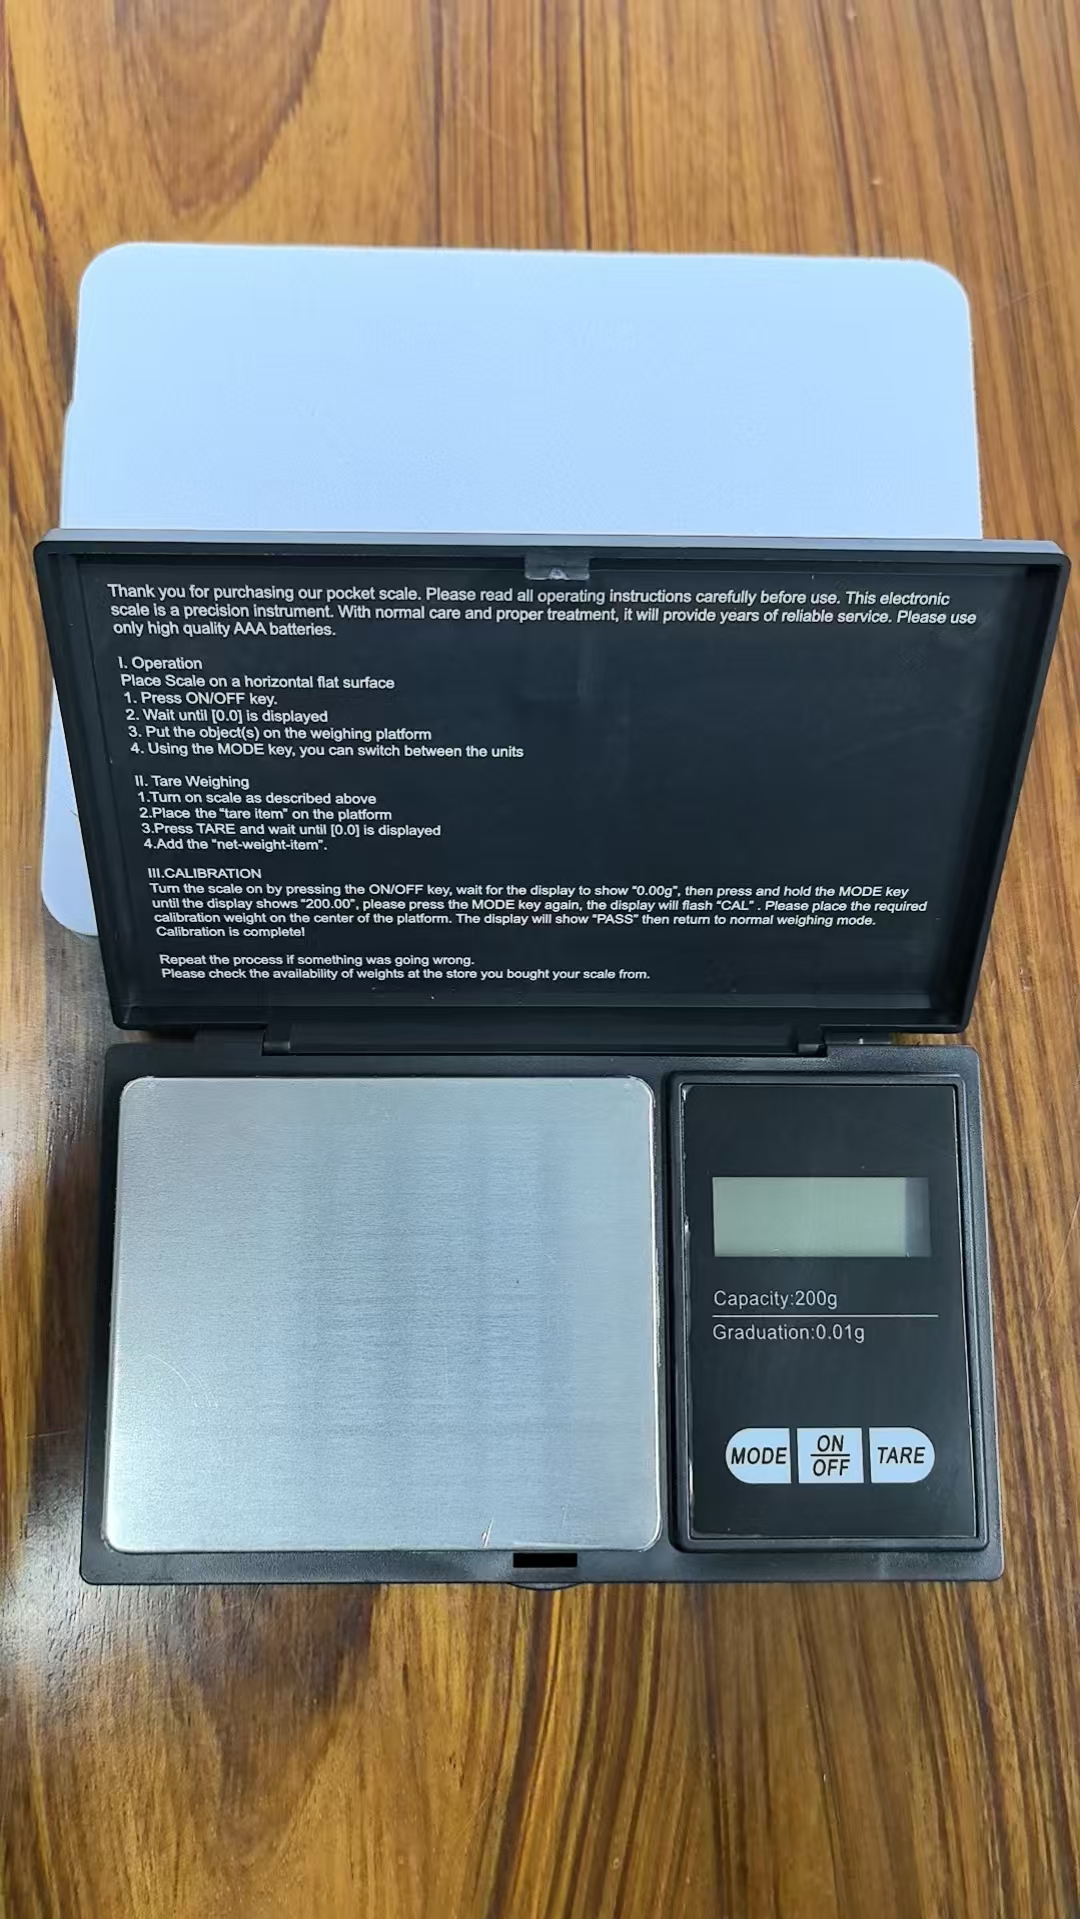 Thank you for purchasing our pocket scale. Please read all operating instructions carefully before use. This electronic
scale is a precision instrument. With normal care and proper treatment, it will provide years of reliable service. Please use
only high quality AAA batteries.
I. Operation
Place Scale on a horizontal flat surface
1. Press ON/OFF key.
2. Wait until [0.0] is displayed
3. Put the object(s) on the weighing platform
4. Using the MODE key, you can switch between the units
II. Tare Weighing
1.Turn on scale as described above
2.Place the "tare item" on the platform
3.Press TARE and wait until [0.0] is displayed
4.Add the "net-weight-item".
III.CALIBRATION
Turn the scale on by pressing the ON/OFF key, wait for the display to show "0.00g", then press and hold the MODE key
until the display shows "200.00", please press the MODE key again, the display will flash "CAL" . Please place the required
calibration weight on the center of the platform. The display will show "PASS" then return to normal weighing mode.
Calibration is complete!
Repeat the process if something was going wrong.
Please check the availability of weights at the store you bought your scale from.
Capacity:200g
Graduation:0.01g
MODE
ON
OFF
TARE